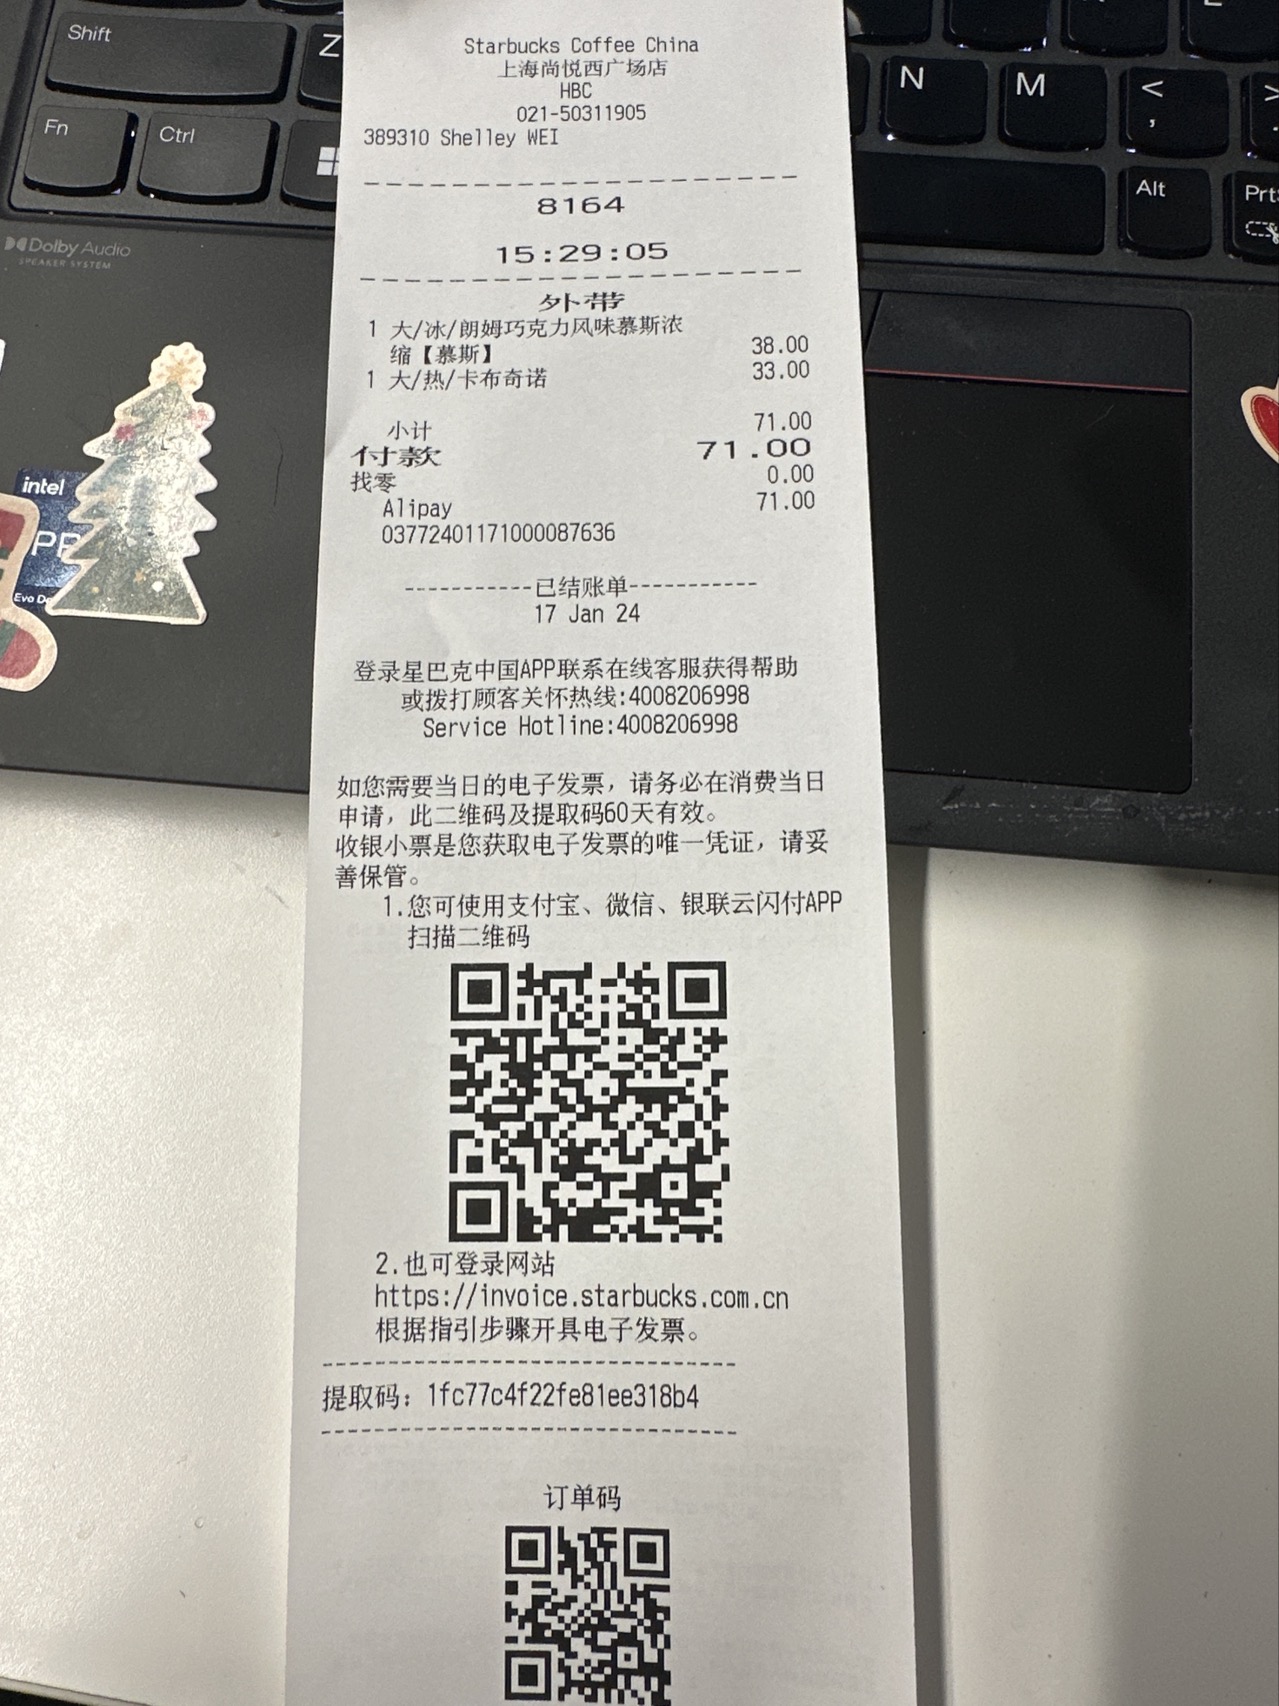 Shift
Z
N
M
<
,
>
Fn
Ctrl
Alt
Dolby Audio
SPEAKER SYSTEM
intel
Starbucks Coffee China
上海尚悦西广场店
HBC
021-50311905
389310 Shelley WEI
8164
15:29:05
外带
1 大/冰/朗姆巧克力风味慕斯浓
缩【慕斯】 38.00
1 大/热/卡布奇诺 33.00
小计 71.00
付款 71.00
找零 0.00
Alipay 71.00
03772401171000087636
-----------已结账单-----------
17 Jan 24
登录星巴克中国APP联系在线客服获得帮助
或拨打顾客关怀热线:4008206998
Service Hotline:4008206998
如您需要当日的电子发票，请务必在消费当日
申请，此二维码及提取码60天有效。
收银小票是您获取电子发票的唯一凭证，请妥
善保管。
1.您可使用支付宝、微信、银联云闪付APP
扫描二维码
2.也可登录网站
https://invoice.starbucks.com.cn
根据指引步骤开具电子发票。
提取码：1fc77c4f22fe81ee318b4
订单码